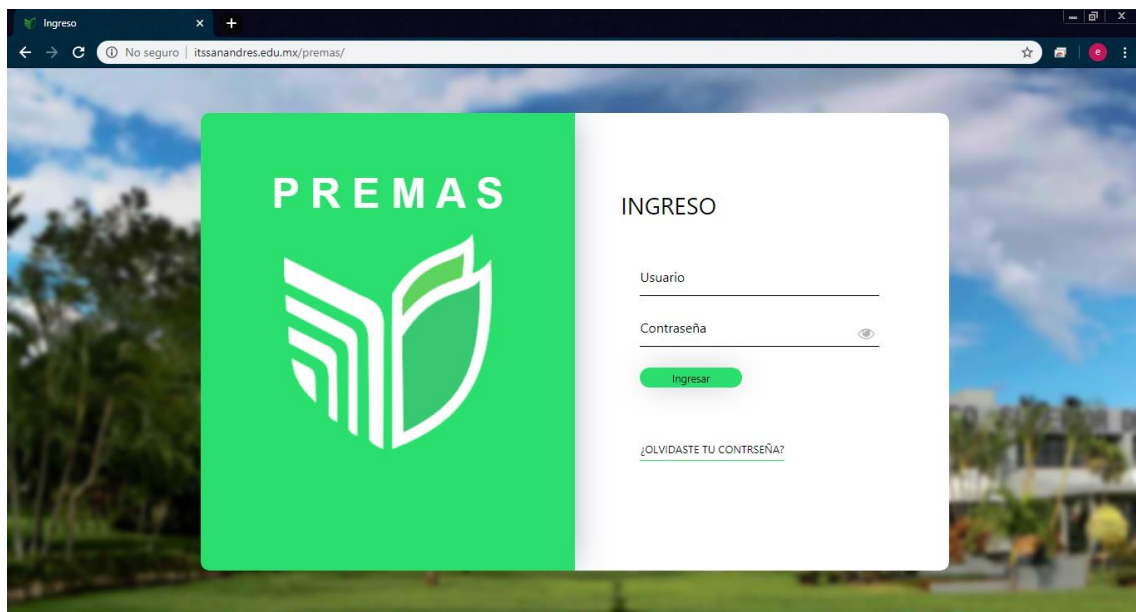 Ingreso
No seguro | itssanandres.edu.mx/premas/
e
PREMAS
INGRESO
Usuario
Contraseña
Ingresar
¿OLVIDASTE TU CONTRSEÑA?